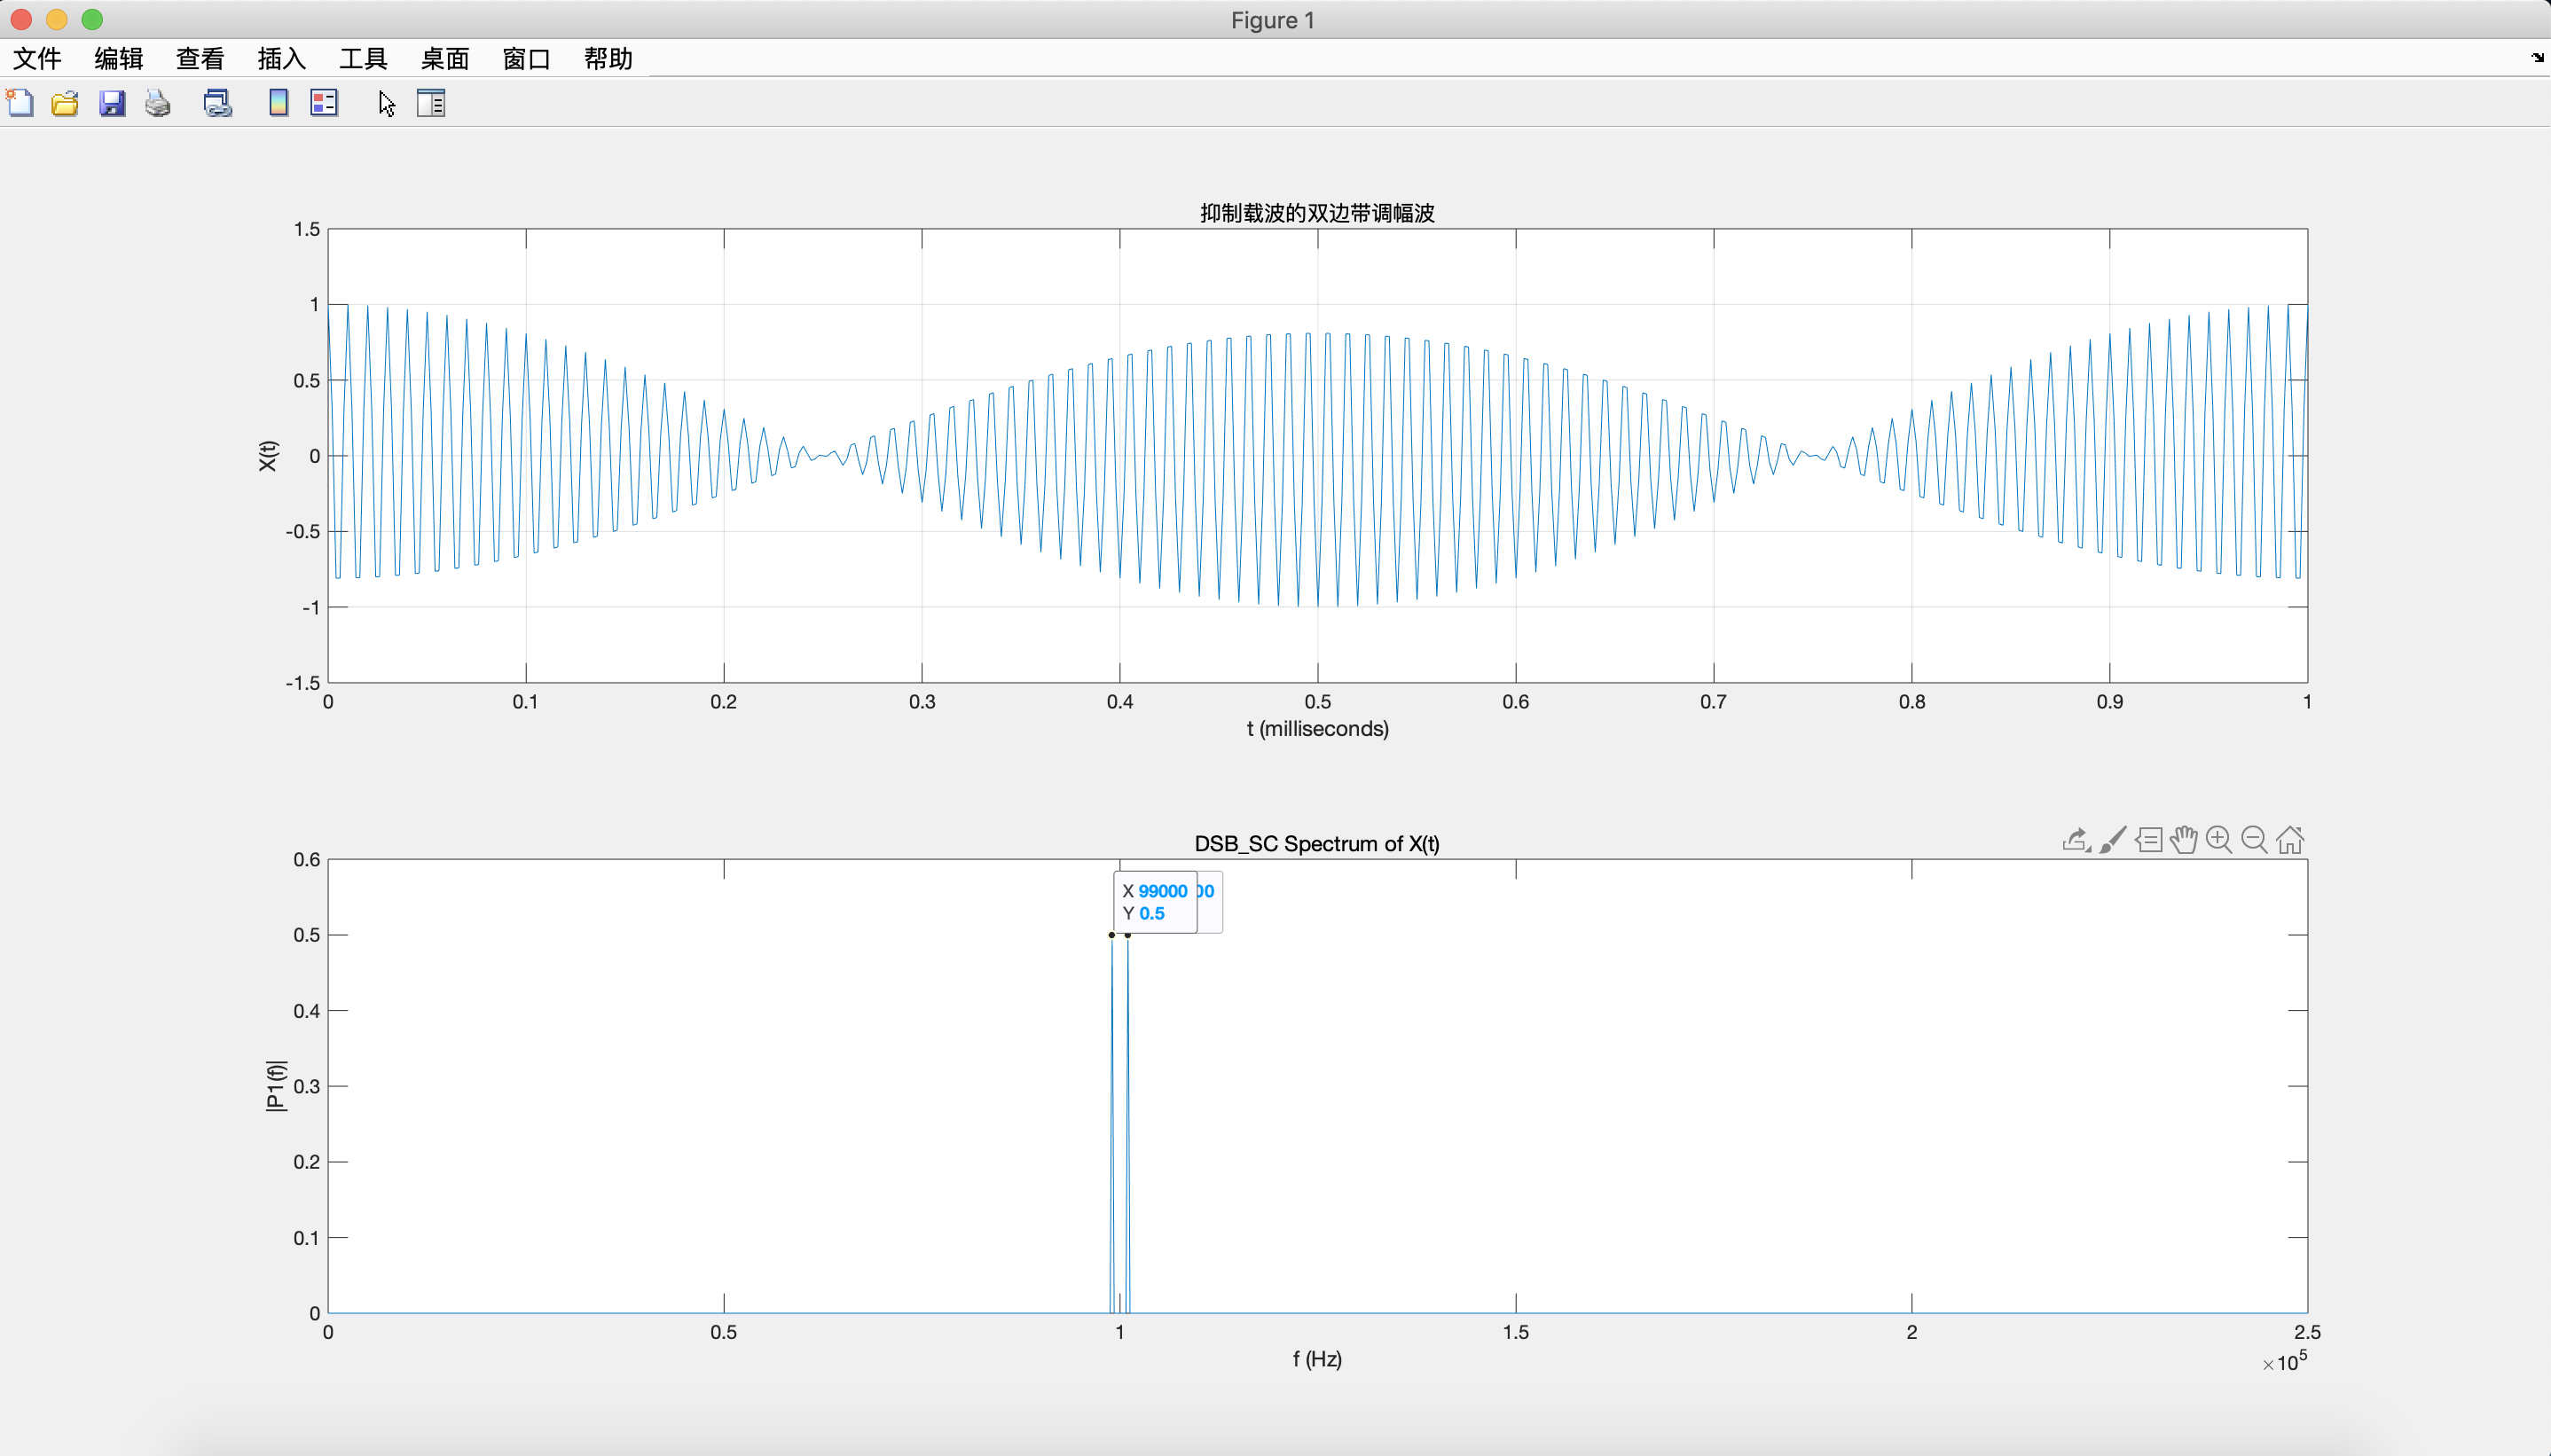 Figure 1
文件 编辑 查看 插入 工具 桌面 窗口 帮助
抑制载波的双边带调幅波
1.5
1
0.5
0
-0.5
-1
-1.5
X(t)
0 0.1 0.2 0.3 0.4 0.5 0.6 0.7 0.8 0.9 1
t (milliseconds)
DSB_SC Spectrum of X(t)
X 99000 00
Y 0.5
0.6
0.5
0.4
0.3
0.2
0.1
0
|P1(f)|
0 0.5 1 1.5 2 2.5
f (Hz)
×10⁵